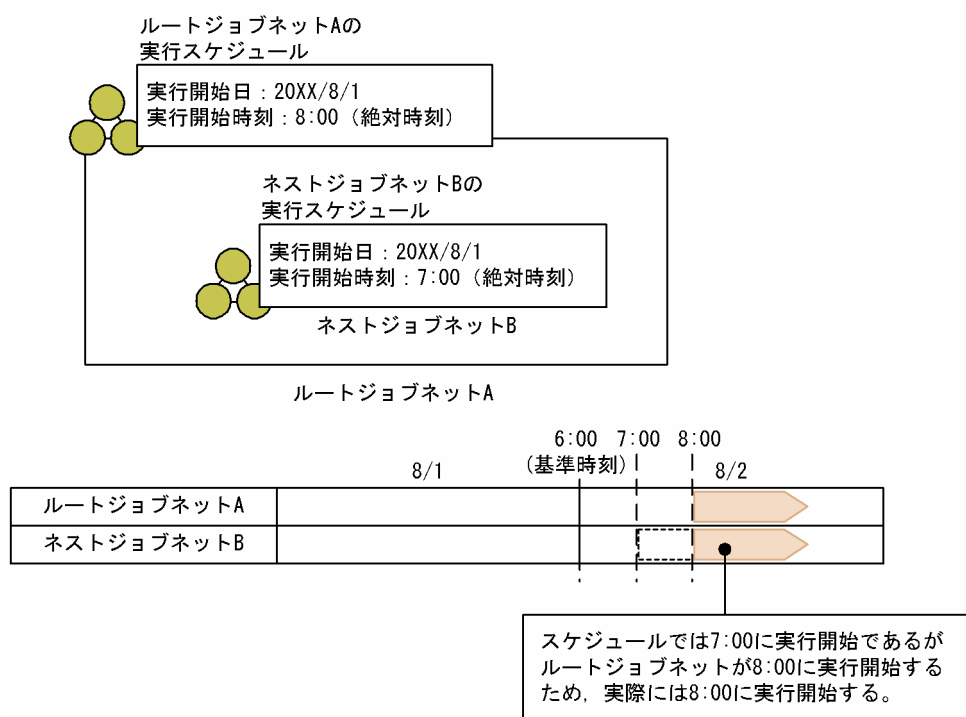 ルートジョブネットAの
実行スケジュール
実行開始日：20XX/8/1
実行開始時刻：8:00（絶対時刻）
ネストジョブネットBの
実行スケジュール
実行開始日：20XX/8/1
実行開始時刻：7:00（絶対時刻）
ネストジョブネットB
ルートジョブネットA
6:00 7:00 8:00
（基準時刻）
8/1 8/2
ルートジョブネットA
ネストジョブネットB
スケジュールでは7:00に実行開始であるが
ルートジョブネットが8:00に実行開始する
ため，実際には8:00に実行開始する。